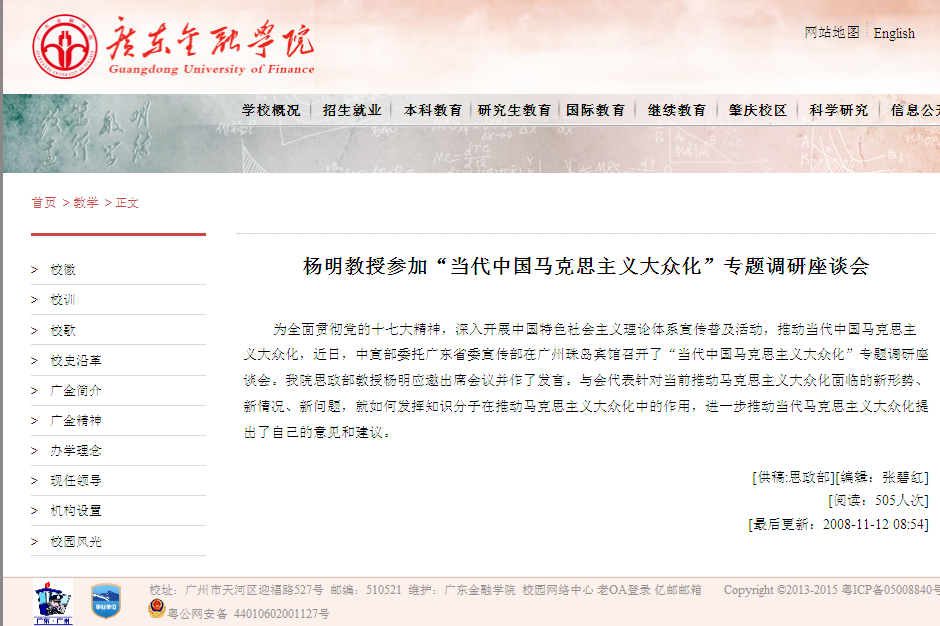 广东金融学院
Guangdong University of Finance
网站地图 English
学校概况 招生就业 本科教育 研究生教育 国际教育 继续教育 肇庆校区 科学研究 信息公
首页 > 教学 > 正文
> 校徽
> 校训
> 校歌
> 校史沿革
> 广金简介
> 广金精神
> 办学理念
> 现任领导
> 机构设置
> 校园风光
杨明教授参加“当代中国马克思主义大众化”专题调研座谈会
为全面贯彻党的十七大精神，深入开展中国特色社会主义理论体系宣传普及活动，推动当代中国马克思主
义大众化，近日，中宣部委托广东省委宣传部在广州珠岛宾馆召开了“当代中国马克思主义大众化”专题调研座
谈会。我院思政部教授杨明应邀出席会议并作了发言。与会代表针对当前推动马克思主义大众化面临的新形势、
新情况、新问题，就如何发挥知识分子在推动马克思主义大众化中的作用，进一步推动当代马克思主义大众化提
出了自己的意见和建议。
[供稿:思政部][编辑：张碧红]
[阅读：505人次]
[最后更新：2008-11-12 08:54]
校址：广州市天河区迎福路527号 邮编：510521 维护：广东金融学院 校园网络中心 老OA登录 亿邮邮箱 Copyright ©2013-2015 粤ICP备05008840号
粤公网安备 44010602001127号
广东·广州
事业单位